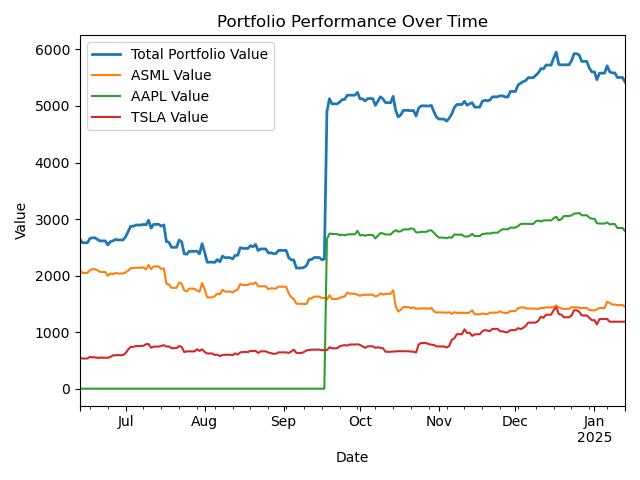 Portfolio Performance Over Time
Total Portfolio Value
ASML Value
AAPL Value
TSLA Value
6000
5000
4000
3000
2000
1000
0
Value
Jul Aug Sep Oct Nov Dec Jan
2025
Date